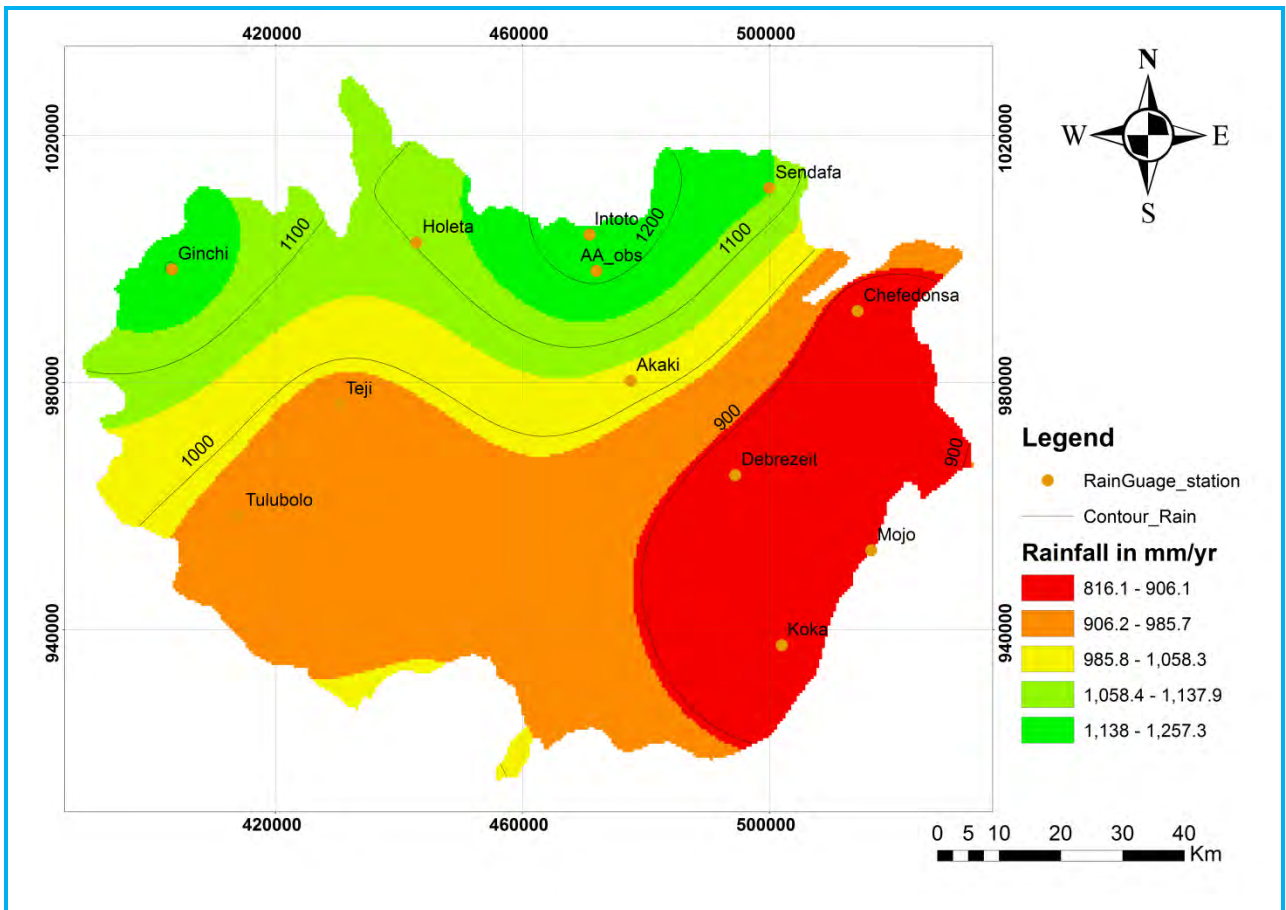 420000 460000 500000
N
W E
S
1020000 1020000
Sendafa
1200
Intoto
1100
Holeta
1100
Ginchi
AA_obs
Chefedonsa
980000 980000
Akaki
Teji
900
1000
900
Debrezeit
Tulubolo
Mojo
940000 940000
Koka
420000 460000 500000
Legend
RainGuage_station
Contour_Rain
Rainfall in mm/yr
816.1 - 906.1
906.2 - 985.7
985.8 - 1,058.3
1,058.4 - 1,137.9
1,138 - 1,257.3
0 5 10 20 30 40
Km